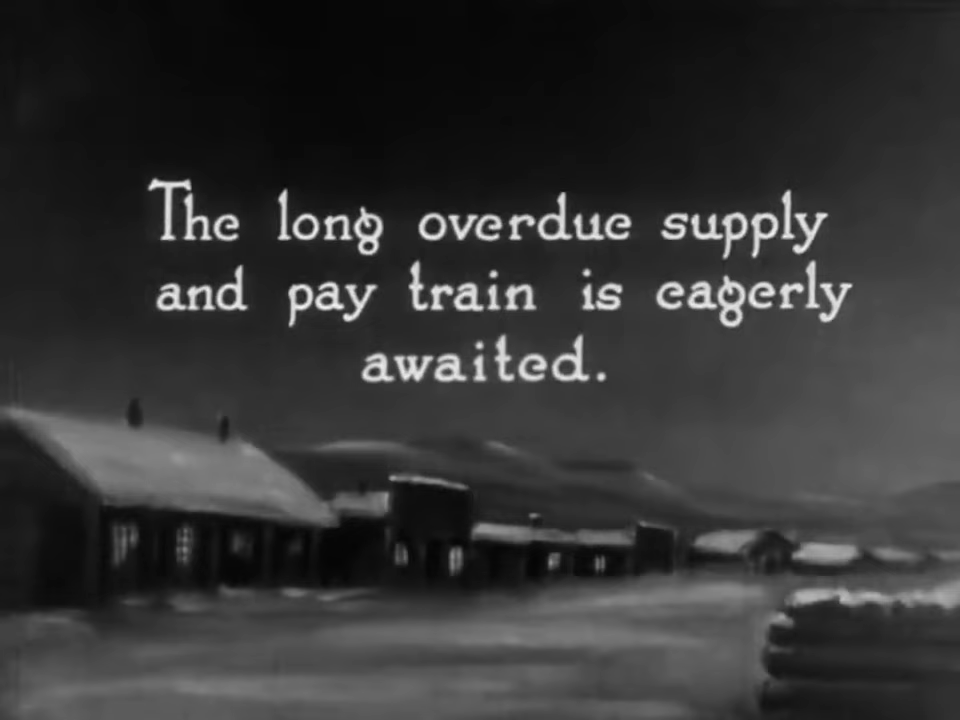 The long overdue supply
and pay train is eagerly
awaited.